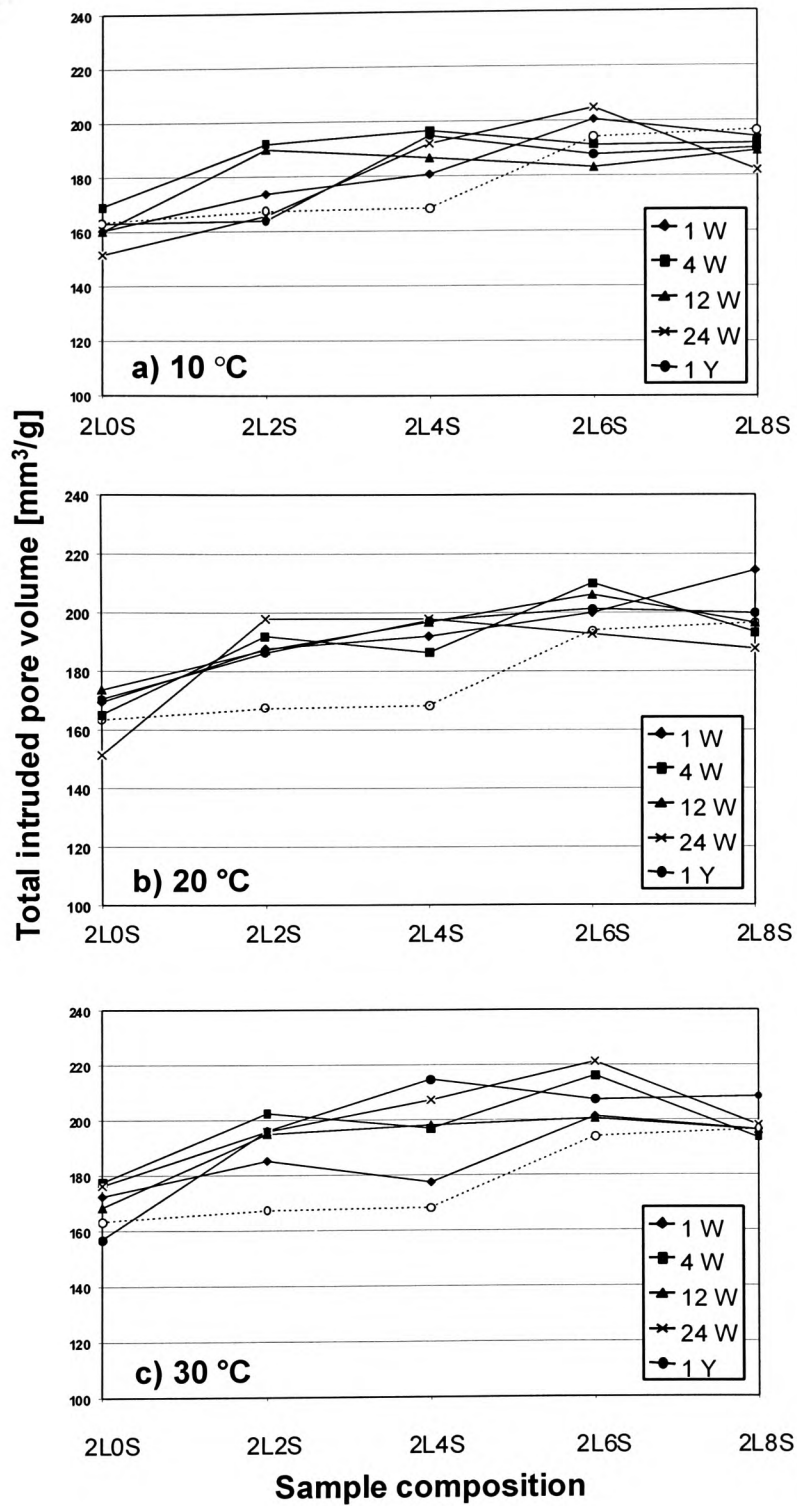 Total intruded pore volume [mm³/g]
240
220
200
180
160
140
120
100
a) 10 °C
1 W
4 W
12 W
24 W
1 Y
2L0S 2L2S 2L4S 2L6S 2L8S
240
220
200
180
160
140
120
100
b) 20 °C
1 W
4 W
12 W
24 W
1 Y
2L0S 2L2S 2L4S 2L6S 2L8S
240
220
200
180
160
140
120
100
c) 30 °C
1 W
4 W
12 W
24 W
1 Y
2L0S 2L2S 2L4S 2L6S 2L8S
Sample composition